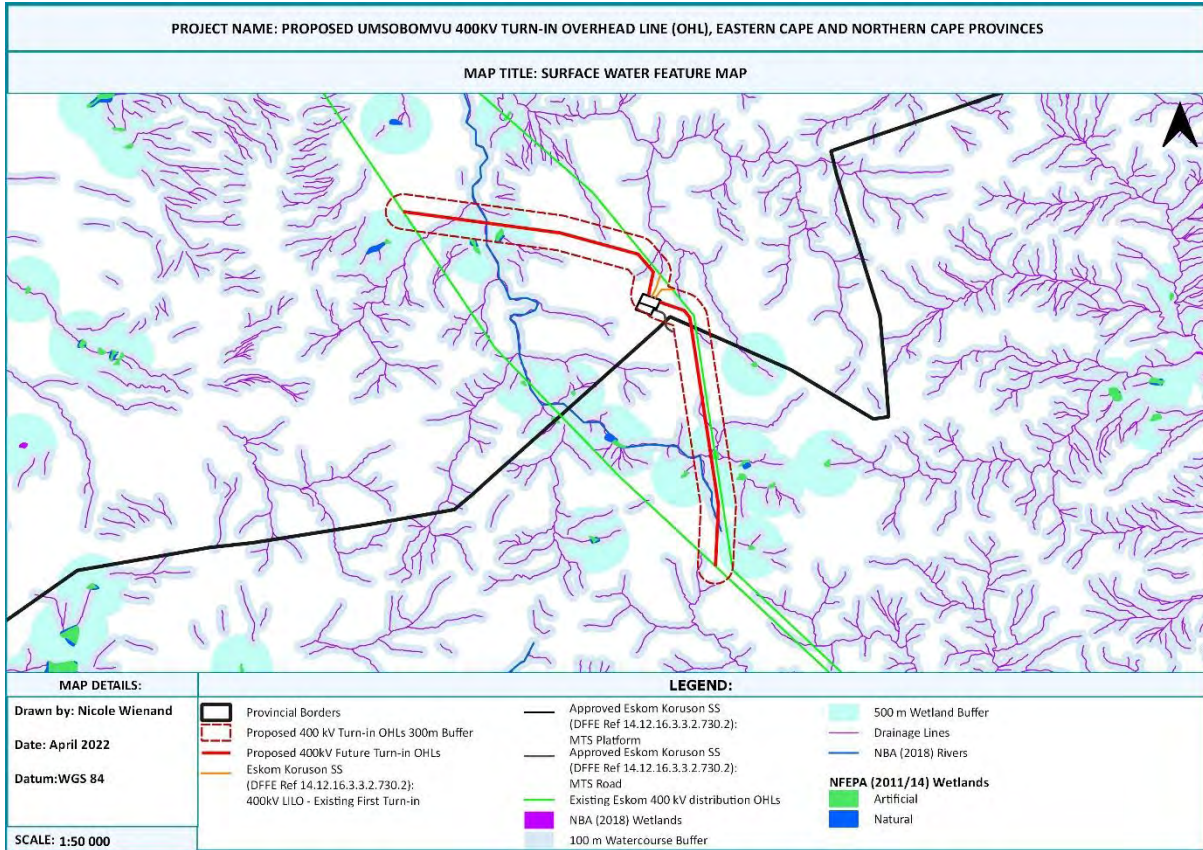 PROJECT NAME: PROPOSED UMSOBOMVU 400KV TURN-IN OVERHEAD LINE (OHL), EASTERN CAPE AND NORTHERN CAPE PROVINCES
MAP TITLE: SURFACE WATER FEATURE MAP
MAP DETAILS:
Drawn by: Nicole Wienand
Date: April 2022
Datum:WGS 84
SCALE: 1:50 000
LEGEND:
Provincial Borders
Proposed 400 kV Turn-in OHLs 300m Buffer
Proposed 400kV Future Turn-in OHLs
Eskom Koruson SS
(DFFE Ref 14.12.16.3.3.2.730.2):
400kV LILO - Existing First Turn-in
Approved Eskom Koruson SS
(DFFE Ref 14.12.16.3.3.2.730.2):
MTS Platform
Approved Eskom Koruson SS
(DFFE Ref 14.12.16.3.3.2.730.2):
MTS Road
Existing Eskom 400 kV distribution OHLs
NBA (2018) Wetlands
100 m Watercourse Buffer
500 m Wetland Buffer
Drainage Lines
NBA (2018) Rivers
NFEPA (2011/14) Wetlands
Artificial
Natural